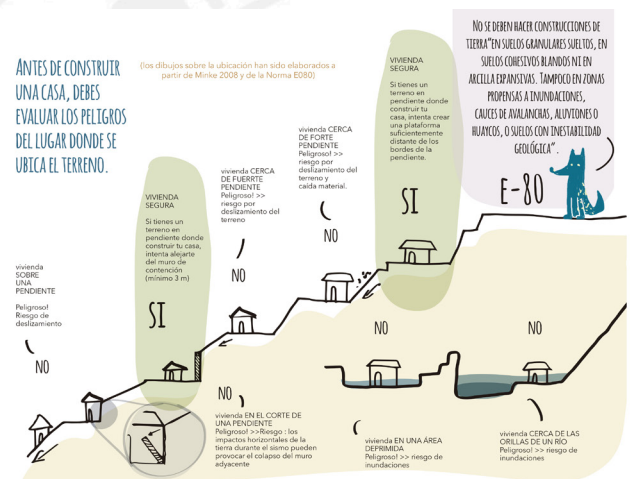 ANTES DE CONSTRUIR
UNA CASA, DEBES
EVALUAR LOS PELIGROS
DEL LUGAR DONDE SE
UBICA EL TERRENO.
(los dibujos sobre la ubicación han sido elaborados a
partir de Minke 2008 y de la Norma E080)
NO SE DEBEN HACER CONSTRUCCIONES DE
TIERRA"EN SUELOS GRANULARES SUELTOS, EN
SUELOS COHESIVOS BLANDOS NI EN
ARCILLA EXPANSIVAS. TAMPOCO EN ZONAS
PROPENSAS A INUNDACIONES,
CAUCES DE AVALANCHAS, ALUVIONES O
HUAYCOS, O SUELOS CON INESTABILIDAD
GEOLÓGICA".
E-80
vivienda
SOBRE
UNA
PENDIENTE
Peligroso!
Riesgo de
deslizamiento
NO
VIVIENDA
SEGURA
Si tienes un
terreno en
pendiente donde
construir tu casa,
intenta alejarte
del muro de
contención
(mínimo 3 m)
SI
vivienda CERCA
DE FUERRTE
PENDIENTE
Peligroso! >>
riesgo por
deslizamiento del
terreno
NO
vivienda CERCA
DE FORTE
PENDIENTE
Peligroso! >>
riesgo por
deslizamiento del
terreno y
caída material.
NO
VIVIENDA
SEGURA
Si tienes un
terreno en
pendiente donde
construir tu
casa, intenta crear
una plataforma
suficientemente
distante de los
bordes de la
pendiente.
SI
NO
vivienda EN EL CORTE DE
UNA PENDIENTE
Peligroso! >>Riesgo : los
impactos horizontales de la
tierra durante el sismo pueden
provocar el colapso del muro
adyacente
NO
vivienda EN UNA ÁREA
DEPRIMIDA
Peligroso! >> riesgo de
inundaciones
NO
vivienda CERCA DE LAS
ORILLAS DE UN RÍO
Peligroso! >> riesgo de
inundaciones